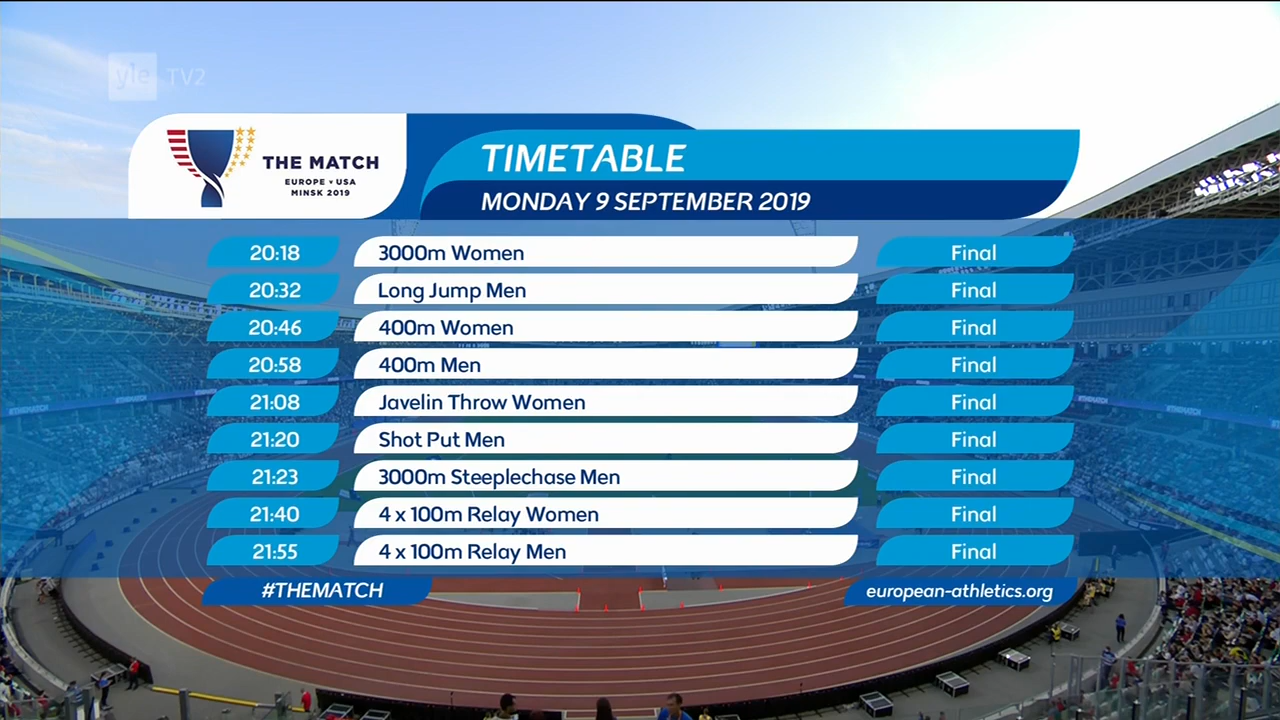 yle TV2
THE MATCH
EUROPE v USA
MINSK 2019
TIMETABLE
MONDAY 9 SEPTEMBER 2019
20:18 3000m Women Final
20:32 Long Jump Men Final
20:46 400m Women Final
20:58 400m Men Final
21:08 Javelin Throw Women Final
21:20 Shot Put Men Final
21:23 3000m Steeplechase Men Final
21:40 4 x 100m Relay Women Final
21:55 4 x 100m Relay Men Final
#THEMATCH european-athletics.org